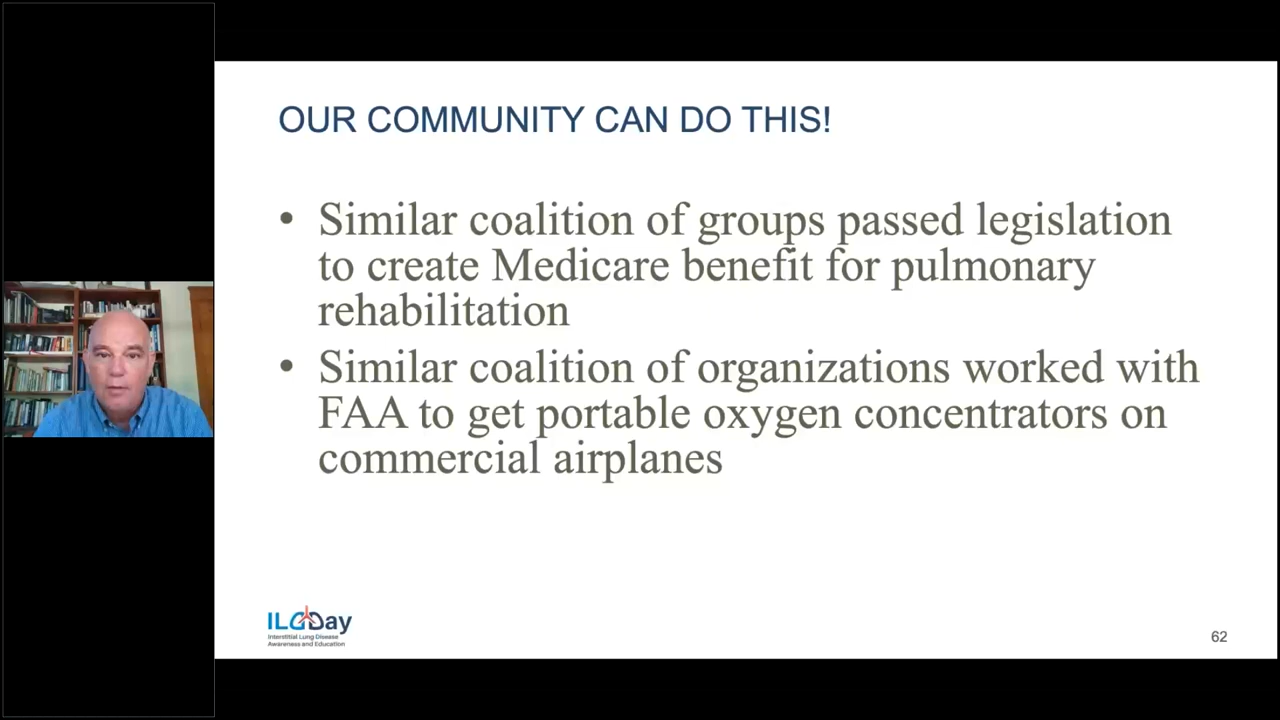 OUR COMMUNITY CAN DO THIS!
• Similar coalition of groups passed legislation
to create Medicare benefit for pulmonary
rehabilitation
• Similar coalition of organizations worked with
FAA to get portable oxygen concentrators on
commercial airplanes
ILDDay
Interstitial Lung Disease
Awareness and Education
62